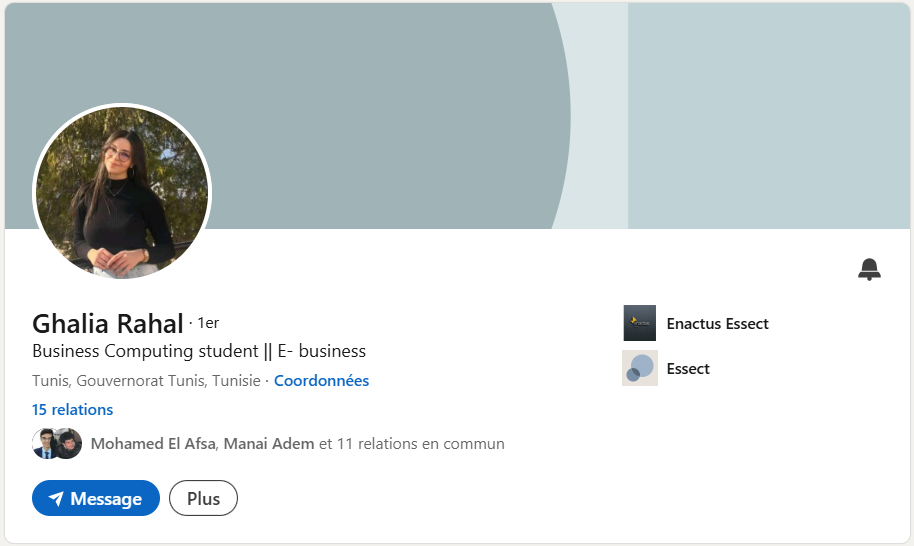 Ghalia Rahal · 1er
Business Computing student || E- business
Tunis, Gouvernorat Tunis, Tunisie · Coordonnées
15 relations
Mohamed El Afsa, Manai Adem et 11 relations en commun
Message
Plus
Enactus Essect
Essect